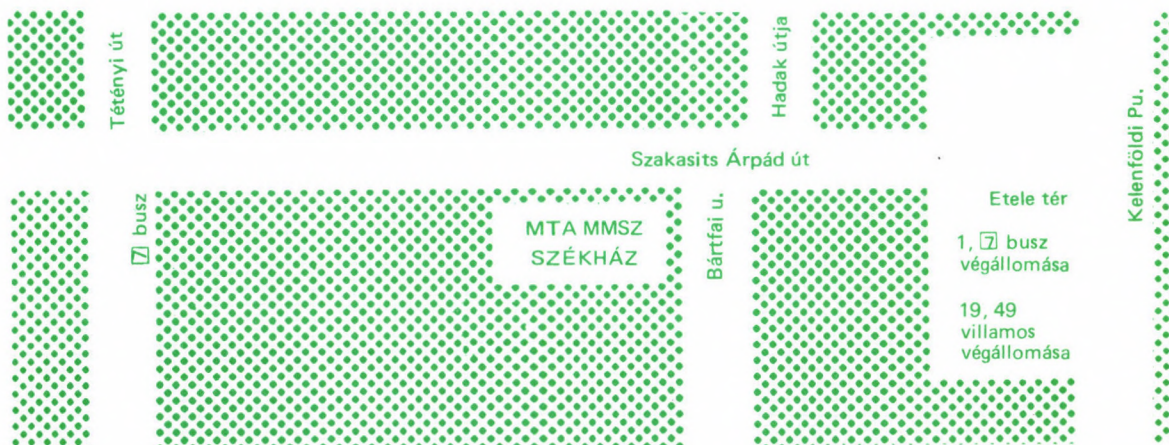 Tétényi út
Hadak útja
Kelenföldi Pu.
Szakasits Árpád út
7 busz
MTA MMSZ
SZÉKHÁZ
Bártfai u.
Etele tér
1, 7 busz
végállomása
19, 49
villamos
végállomása